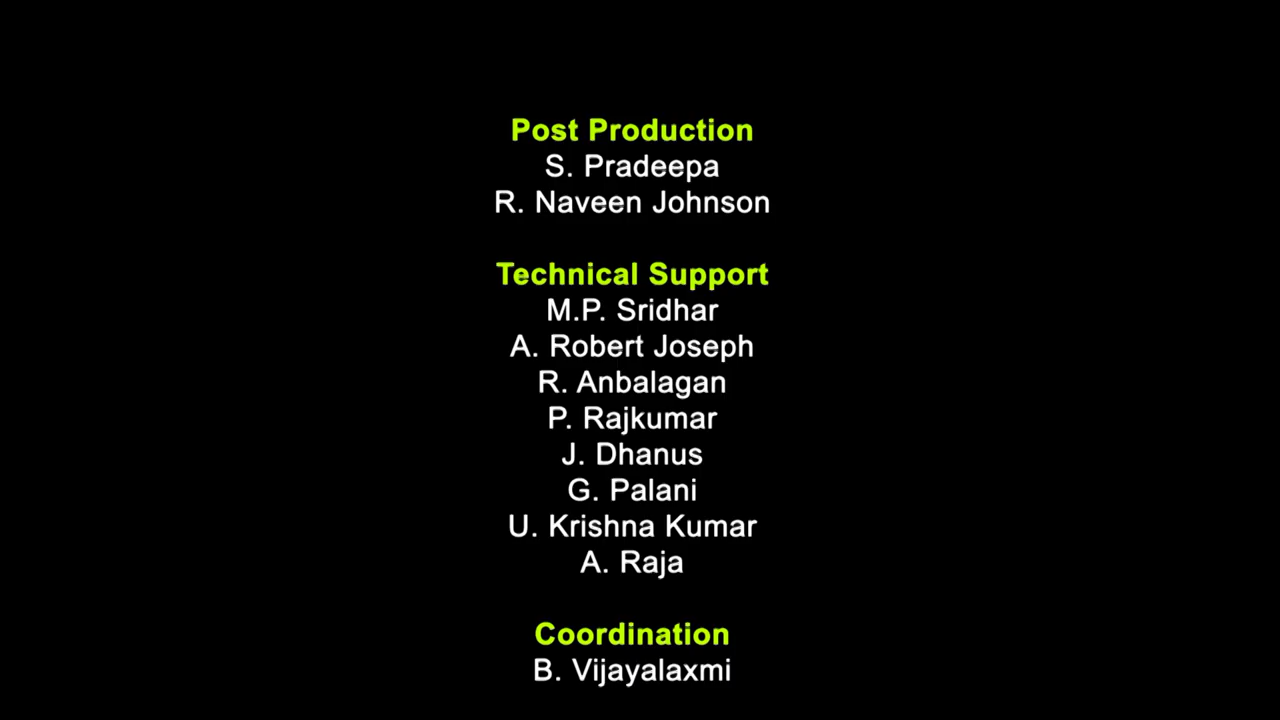 Post Production
S. Pradeepa
R. Naveen Johnson
Technical Support
M.P. Sridhar
A. Robert Joseph
R. Anbalagan
P. Rajkumar
J. Dhanus
G. Palani
U. Krishna Kumar
A. Raja
Coordination
B. Vijayalaxmi